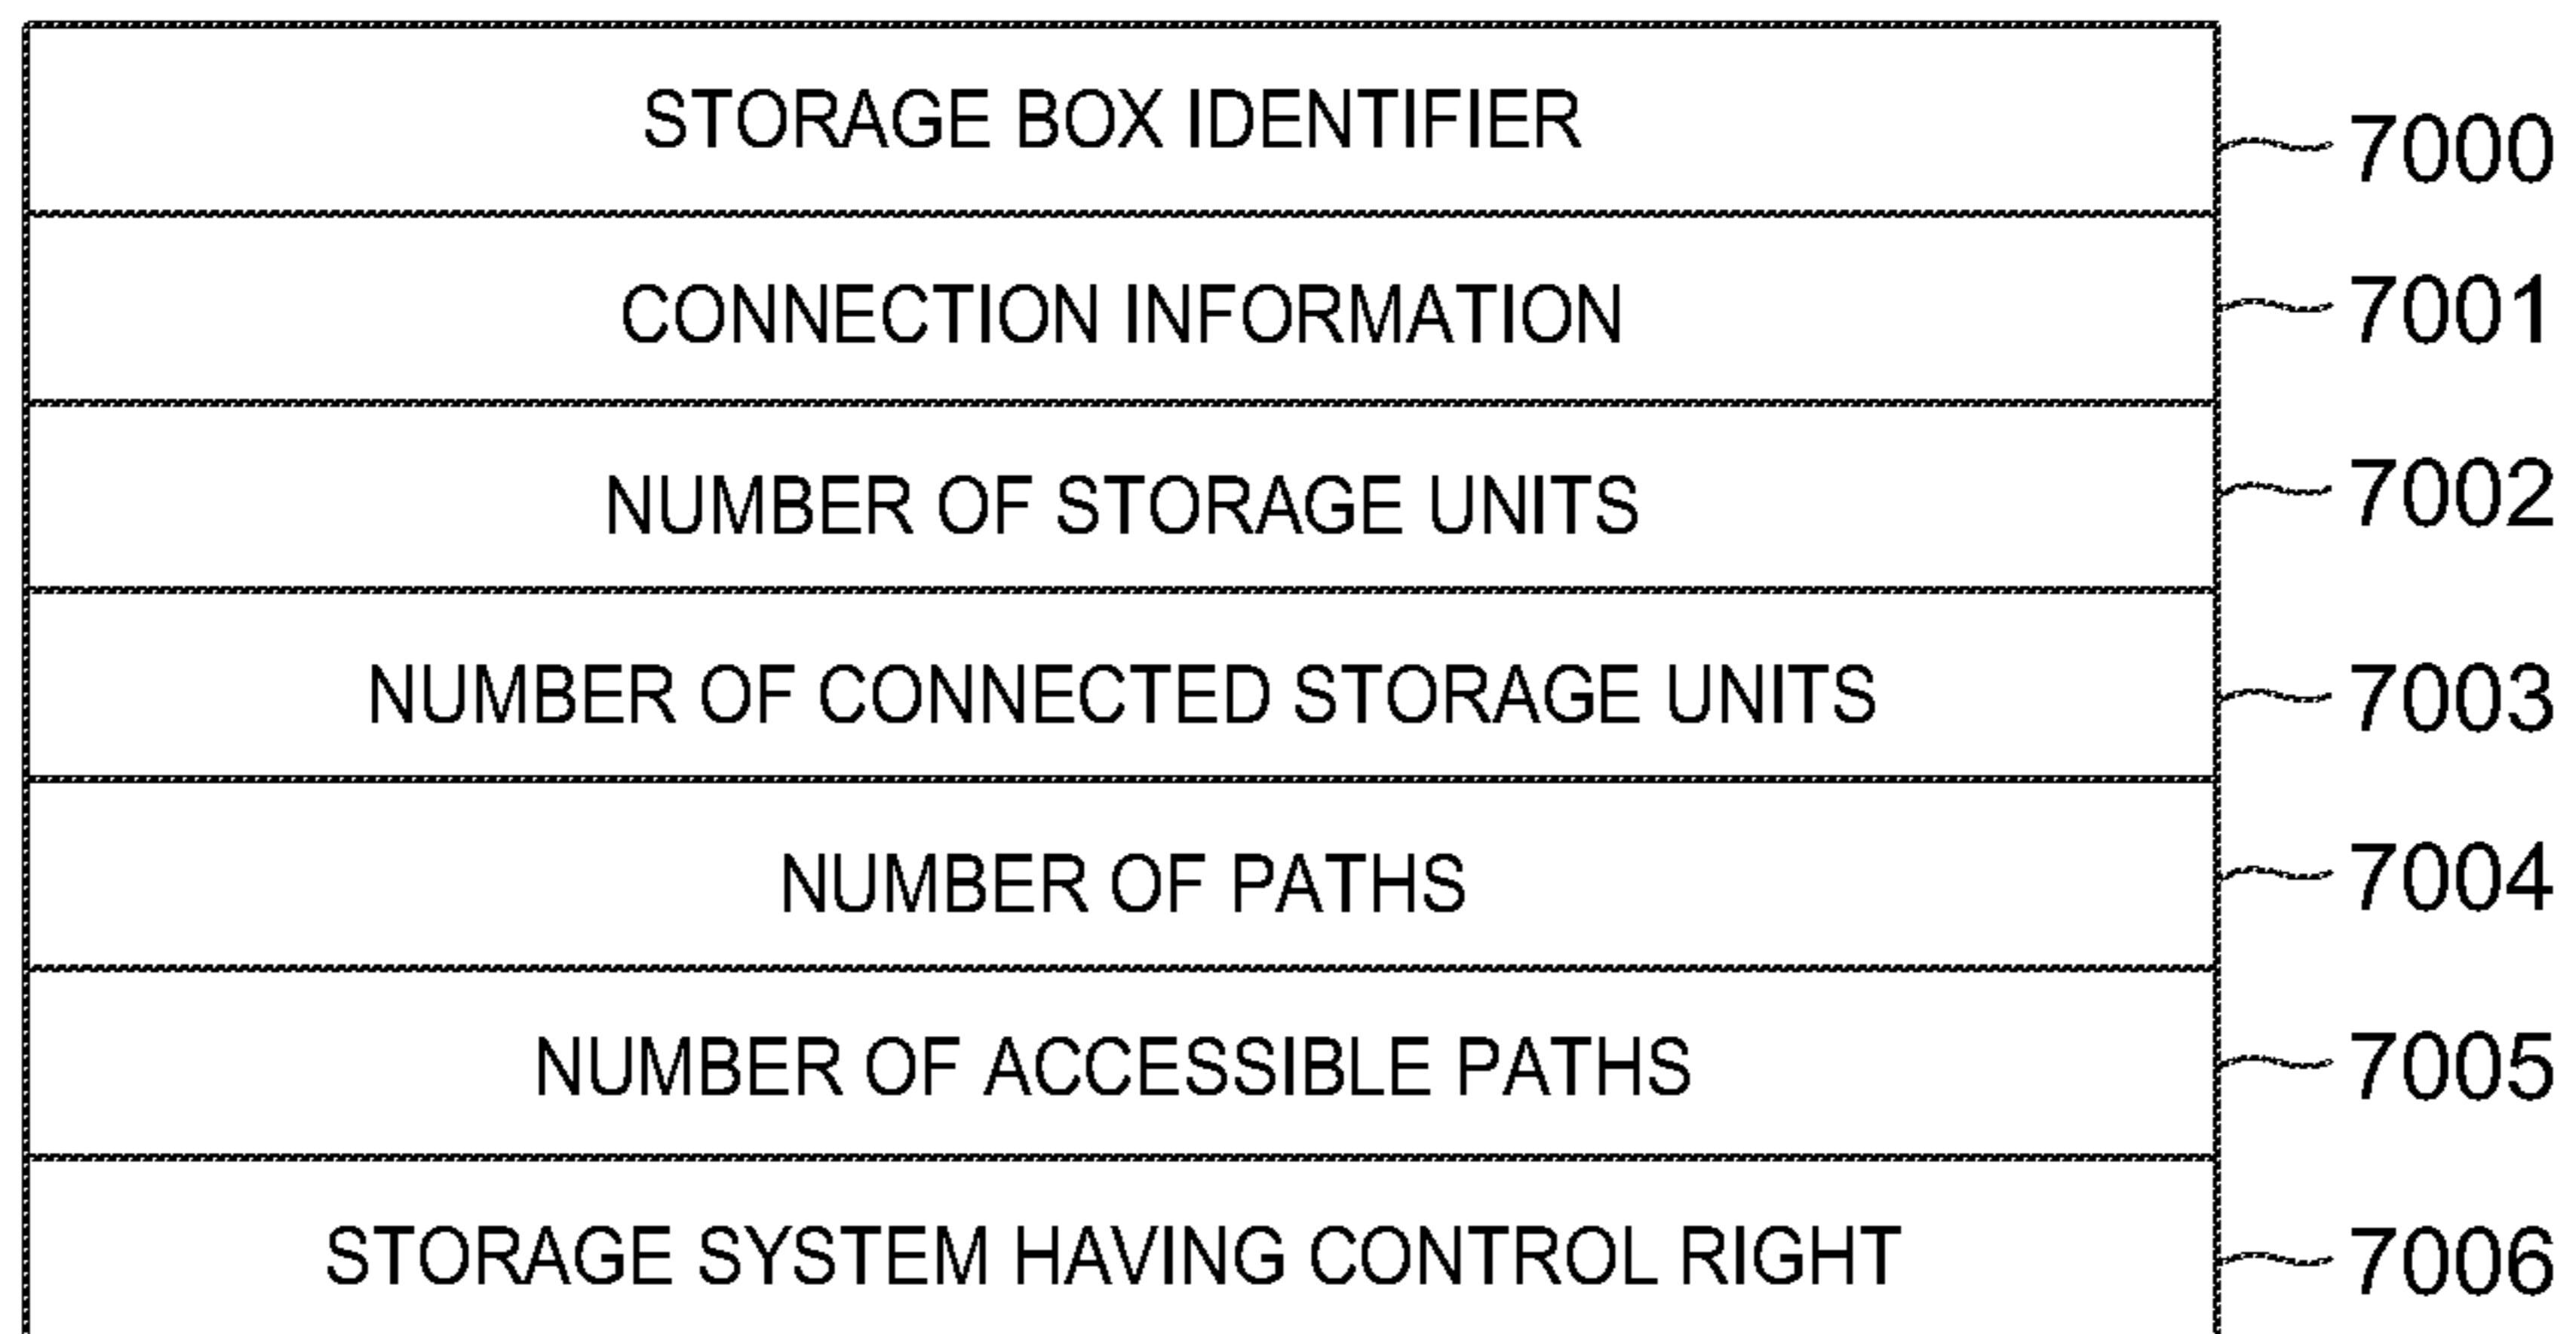 STORAGE BOX IDENTIFIER 7000
CONNECTION INFORMATION 7001
NUMBER OF STORAGE UNITS 7002
NUMBER OF CONNECTED STORAGE UNITS 7003
NUMBER OF PATHS 7004
NUMBER OF ACCESSIBLE PATHS 7005
STORAGE SYSTEM HAVING CONTROL RIGHT 7006